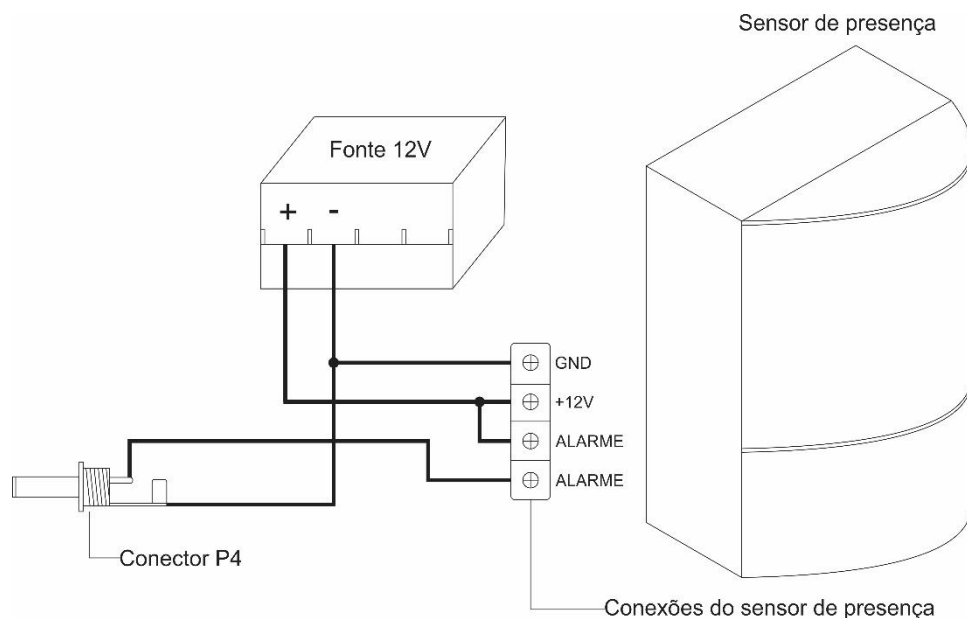 Sensor de presença
Fonte 12V
+ -
GND
+12V
ALARME
ALARME
Conector P4
Conexões do sensor de presença